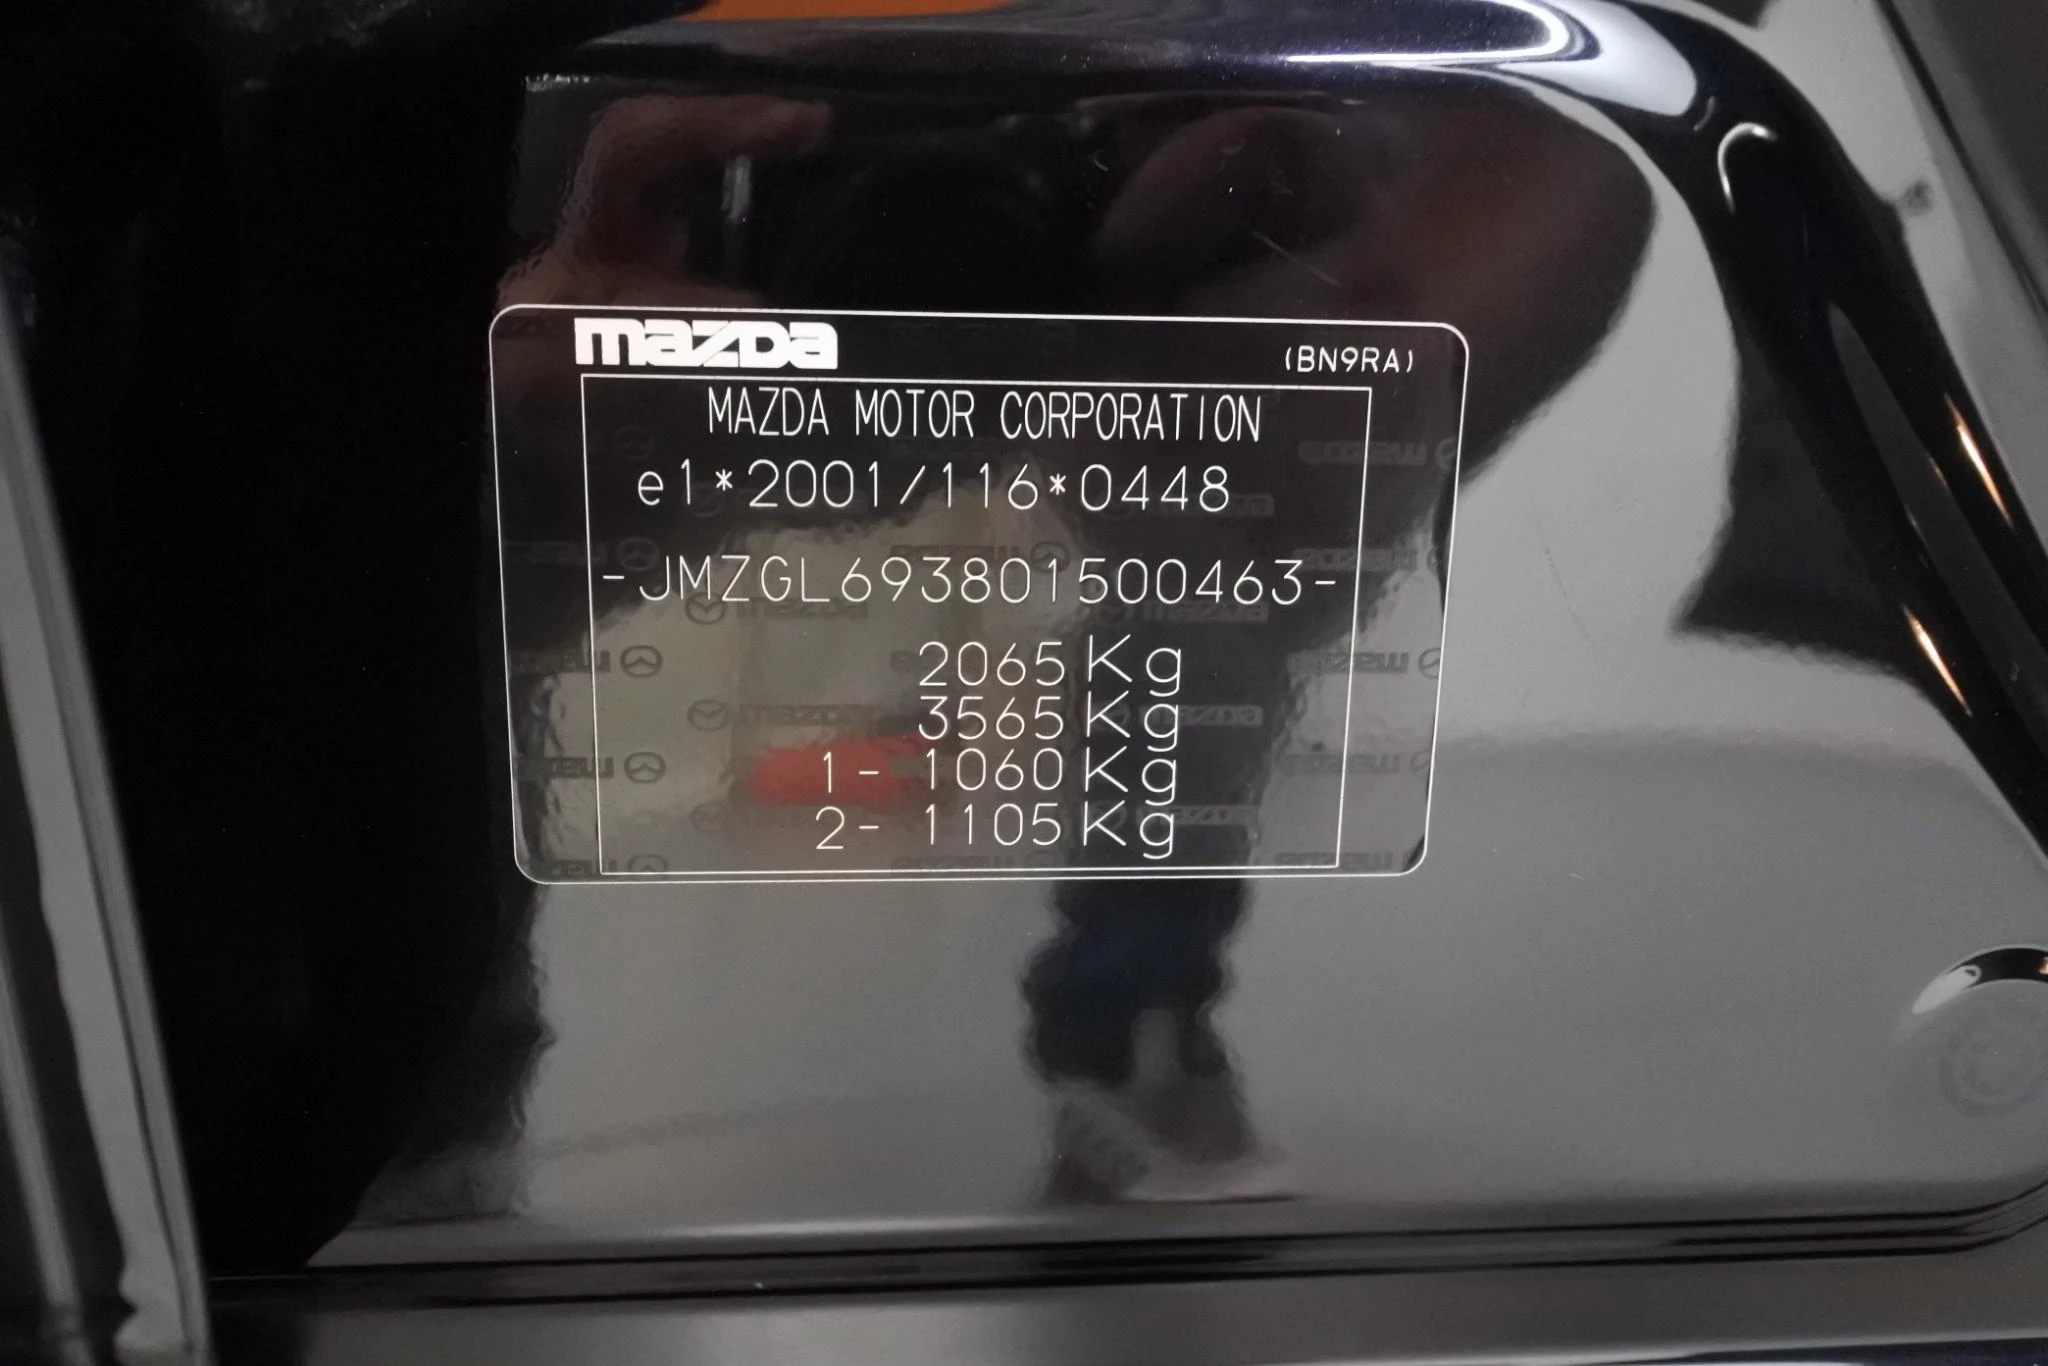 mazda
(BN9RA)
MAZDA MOTOR CORPORATION
e1*2001/116*0448
-JMZGL693801500463-
2065Kg
3565Kg
1- 1060Kg
2- 1105Kg